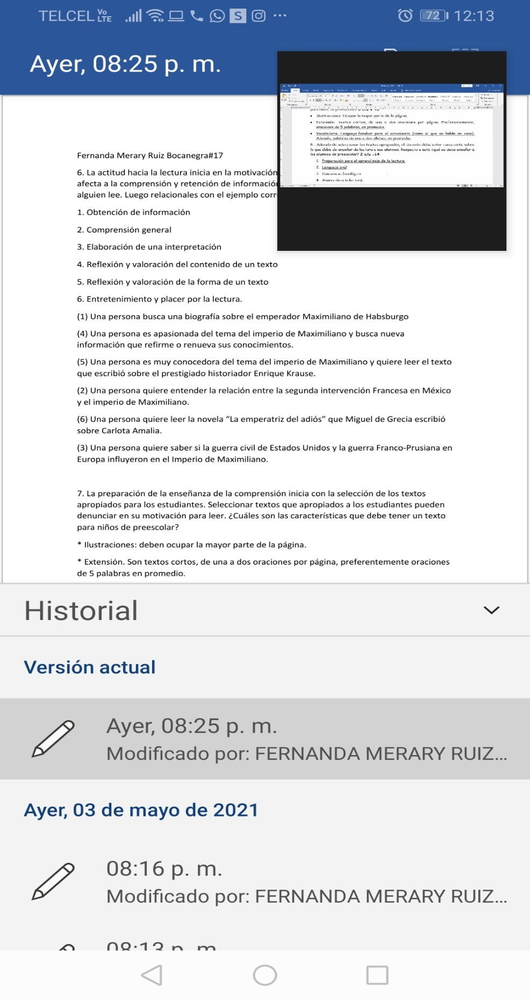 TELCEL Vo LTE S 72 12:13
Ayer, 08:25 p. m.
Ilustraciones: Ocupan la mayor parte de la página.
Extensión. Textos cortos, de una a dos oraciones por página. Preferentemente,
oraciones de 5 palabras, en promedio.
Vocabulario. Lenguaje familiar para el estudiante (como el que se habla en casa).
Además, palabras de una a dos sílabas, en promedio.
8.- Además de seleccionar los textos apropiados, el docente debe estar consciente sobre
lo que debe de enseñar de lectura a sus alumnos. Respecto a esto ¿qué se debe enseñar a
los alumnos de preescolar? 2 c/u =14
1. Preparación para el aprendizaje de la lectura:
2. Lenguaje oral
3. Conciencia fonológica
4. Animación a la lectura
Fernanda Merary Ruiz Bocanegra#17
6. La actitud hacia la lectura inicia en la motivación
afecta a la comprensión y retención de informació
alguien lee. Luego relacionales con el ejemplo corr
1. Obtención de información
2. Comprensión general
3. Elaboración de una interpretación
4. Reflexión y valoración del contenido de un texto
5. Reflexión y valoración de la forma de un texto
6. Entretenimiento y placer por la lectura.
(1) Una persona busca una biografía sobre el emperador Maximiliano de Habsburgo
(4) Una persona es apasionada del tema del imperio de Maximiliano y busca nueva
información que refirme o renueva sus conocimientos.
(5) Una persona es muy conocedora del tema del imperio de Maximiliano y quiere leer el texto
que escribió sobre el prestigiado historiador Enrique Krause.
(2) Una persona quiere entender la relación entre la segunda intervención Francesa en México
y el imperio de Maximiliano.
(6) Una persona quiere leer la novela “La emperatriz del adiós” que Miguel de Grecia escribió
sobre Carlota Amalia.
(3) Una persona quiere saber si la guerra civil de Estados Unidos y la guerra Franco-Prusiana en
Europa influyeron en el Imperio de Maximiliano.
7. La preparación de la enseñanza de la comprensión inicia con la selección de los textos
apropiados para los estudiantes. Seleccionar textos que apropiados a los estudiantes pueden
denunciar en su motivación para leer. ¿Cuáles son las características que debe tener un texto
para niños de preescolar?
* Ilustraciones: deben ocupar la mayor parte de la página.
* Extensión. Son textos cortos, de una a dos oraciones por página, preferentemente oraciones
de 5 palabras en promedio.
Historial
Versión actual
Ayer, 08:25 p. m.
Modificado por: FERNANDA MERARY RUIZ...
Ayer, 03 de mayo de 2021
08:16 p. m.
Modificado por: FERNANDA MERARY RUIZ...
08:13 p. m.